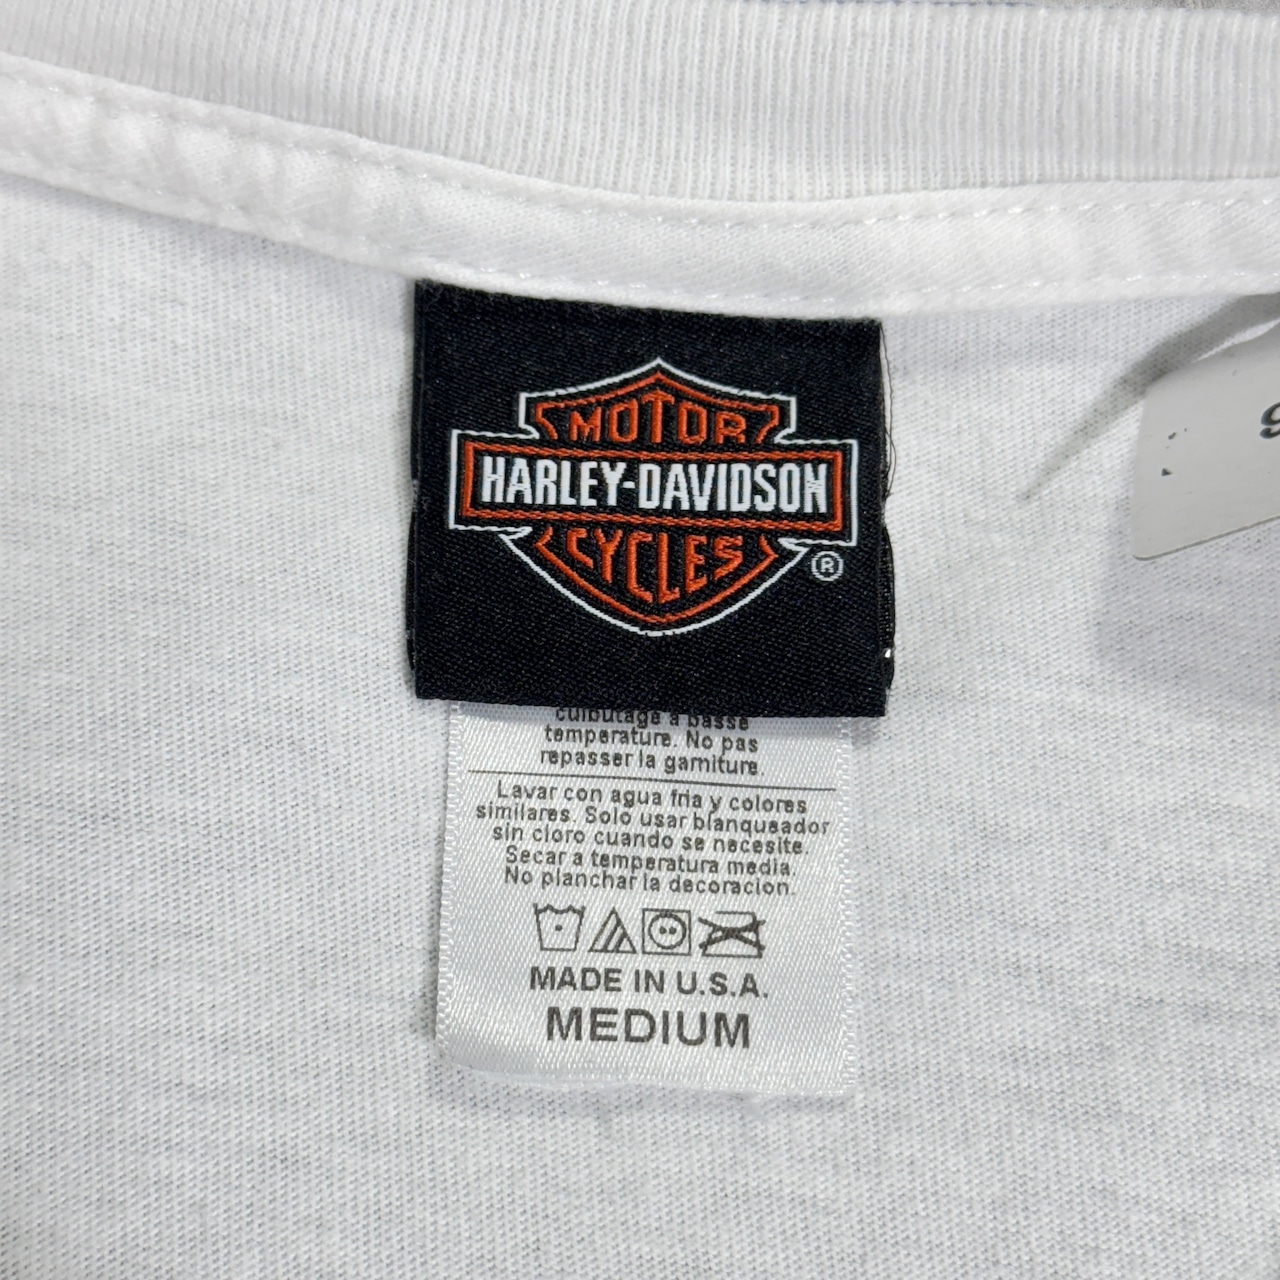 MOTOR
HARLEY-DAVIDSON
CYCLES
®
culbutage a basse
temperature. No pas
repasser la garniture.
Lavar con agua fria y colores
similares. Solo usar blanqueador
sin cloro cuando se necesite.
Secar a temperatura media.
No planchar la decoracion.
MADE IN U.S.A.
MEDIUM